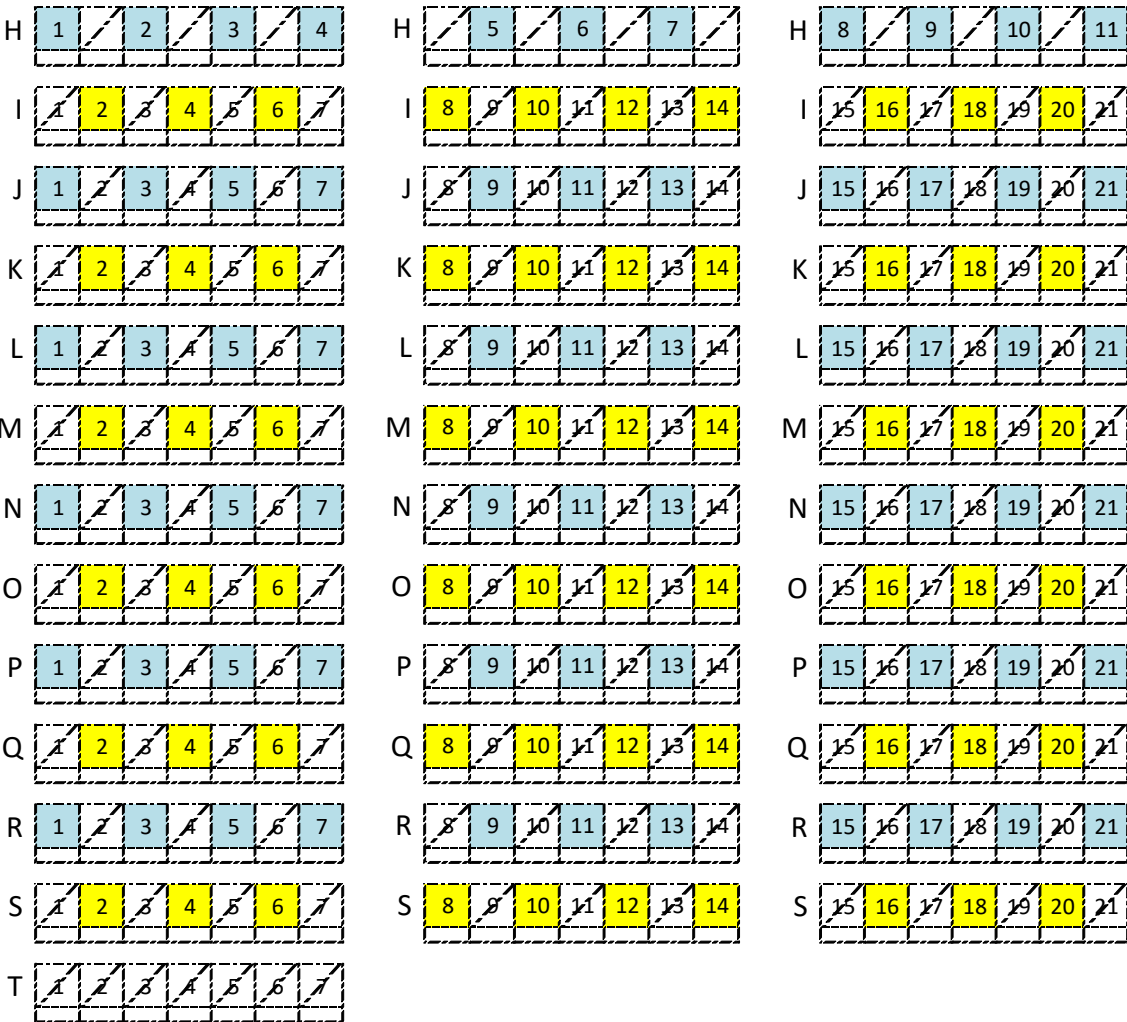 H 1 2 3 4 H 5 6 7 H 8 9 10 11
I 1 2 3 4 5 6 7 I 8 9 10 11 12 13 14 I 15 16 17 18 19 20 21
J 1 2 3 4 5 6 7 J 8 9 10 11 12 13 14 J 15 16 17 18 19 20 21
K 1 2 3 4 5 6 7 K 8 9 10 11 12 13 14 K 15 16 17 18 19 20 21
L 1 2 3 4 5 6 7 L 8 9 10 11 12 13 14 L 15 16 17 18 19 20 21
M 1 2 3 4 5 6 7 M 8 9 10 11 12 13 14 M 15 16 17 18 19 20 21
N 1 2 3 4 5 6 7 N 8 9 10 11 12 13 14 N 15 16 17 18 19 20 21
O 1 2 3 4 5 6 7 O 8 9 10 11 12 13 14 O 15 16 17 18 19 20 21
P 1 2 3 4 5 6 7 P 8 9 10 11 12 13 14 P 15 16 17 18 19 20 21
Q 1 2 3 4 5 6 7 Q 8 9 10 11 12 13 14 Q 15 16 17 18 19 20 21
R 1 2 3 4 5 6 7 R 8 9 10 11 12 13 14 R 15 16 17 18 19 20 21
S 1 2 3 4 5 6 7 S 8 9 10 11 12 13 14 S 15 16 17 18 19 20 21
T 1 2 3 4 5 6 7